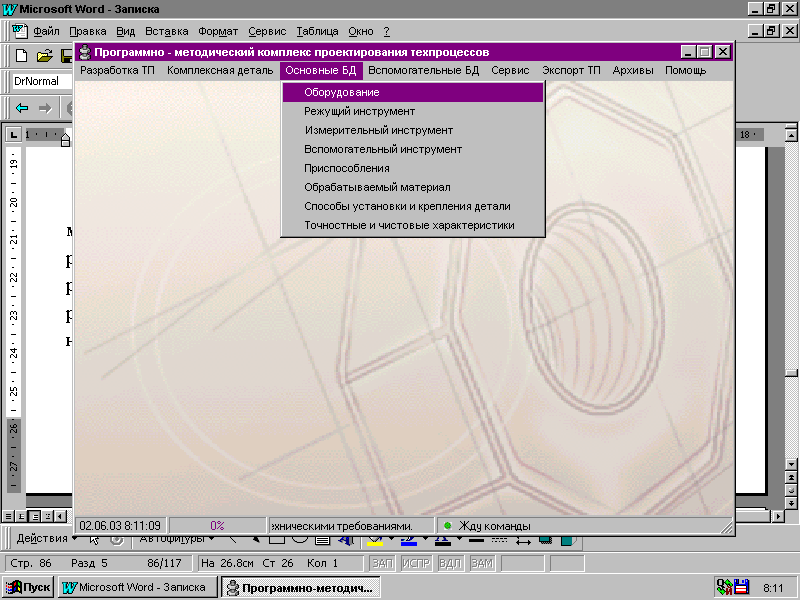 Microsoft Word - Записка
Файл Правка Вид Вставка Формат Сервис Таблица Окно ?
Программно - методический комплекс проектирования техпроцессов
Разработка ТП Комплексная деталь Основные БД Вспомогательные БД Сервис Экспорт ТП Архивы Помощь
DrNormal
Оборудование
Режущий инструмент
Измерительный инструмент
Вспомогательный инструмент
Приспособления
Обрабатываемый материал
Способы установки и крепления детали
Точностные и чистовые характеристики
1
18
19
20
21
22
23
24
25
26
27
02.06.03 8:11:09 0% хническими требованиями. Жду команды
Действия Автофигуры
Стр. 86 Разд 5 86/117 На 26.8см Ст 26 Кол 1 ЗАП ИСПР ВДЛ ЗАМ
Пуск Microsoft Word - Записка Программно-методич... 8:11